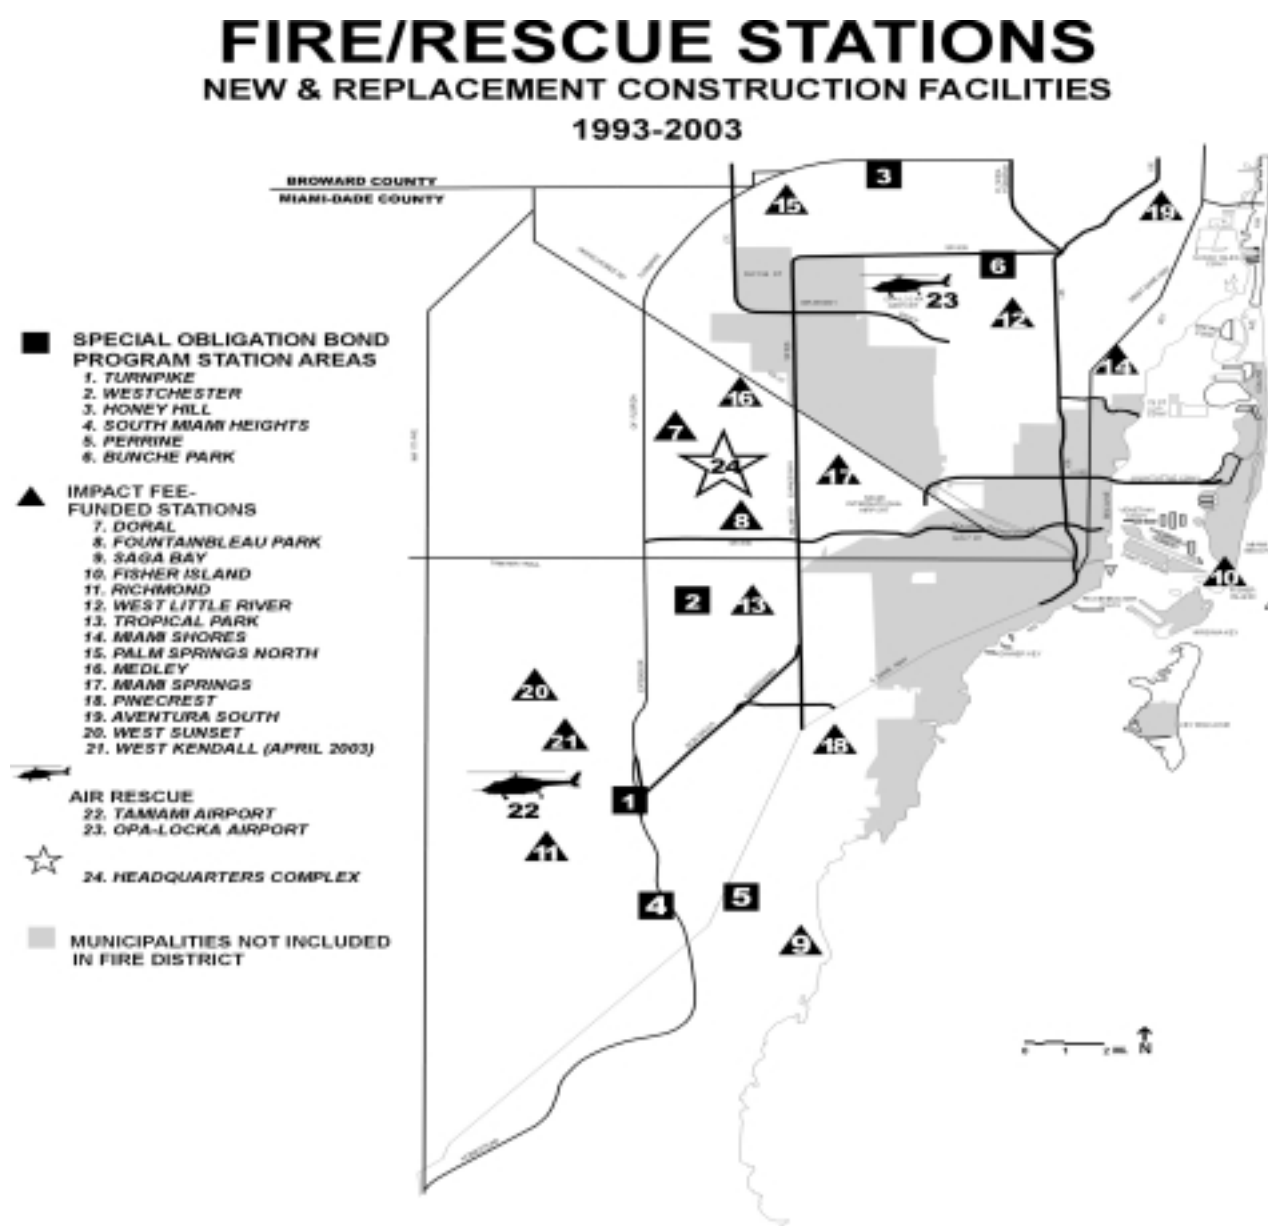 FIRE/RESCUE STATIONS
NEW & REPLACEMENT CONSTRUCTION FACILITIES
1993-2003
BROWARD COUNTY
MIAMI-DADE COUNTY
SPECIAL OBLIGATION BOND
PROGRAM STATION AREAS
1. TURNPIKE
2. WESTCHESTER
3. HONEY HILL
4. SOUTH MIAMI HEIGHTS
5. PERRINE
6. BUNCHE PARK
IMPACT FEE-
FUNDED STATIONS
7. DORAL
8. FOUNTAINBLEAU PARK
9. SAGA BAY
10. FISHER ISLAND
11. RICHMOND
12. WEST LITTLE RIVER
13. TROPICAL PARK
14. MIAMI SHORES
15. PALM SPRINGS NORTH
16. MEDLEY
17. MIAMI SPRINGS
18. PINECREST
19. AVENTURA SOUTH
20. WEST SUNSET
21. WEST KENDALL (APRIL 2003)
AIR RESCUE
22. TAMIAMI AIRPORT
23. OPA-LOCKA AIRPORT
24. HEADQUARTERS COMPLEX
MUNICIPALITIES NOT INCLUDED
IN FIRE DISTRICT
3
15
19
6
23
12
14
16
7
24
17
8
10
2
13
20
21
18
1
22
11
4
5
9
0 1 2 MI.
N